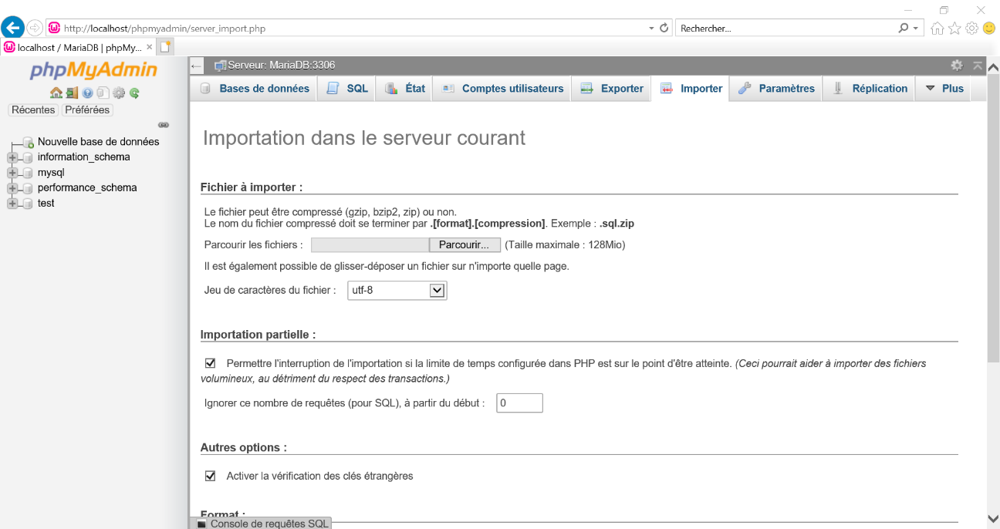 http://localhost/phpmyadmin/server_import.php
Rechercher...
localhost / MariaDB | phpMy...
phpMyAdmin
Récentes Préférées
Nouvelle base de données
information_schema
mysql
performance_schema
test
Serveur: MariaDB:3306
Bases de données SQL État Comptes utilisateurs Exporter Importer Paramètres Réplication Plus
Importation dans le serveur courant
Fichier à importer :
Le fichier peut être compressé (gzip, bzip2, zip) ou non.
Le nom du fichier compressé doit se terminer par .[format].[compression]. Exemple : .sql.zip
Parcourir les fichiers : Parcourir... (Taille maximale : 128Mio)
Il est également possible de glisser-déposer un fichier sur n'importe quelle page.
Jeu de caractères du fichier : utf-8
Importation partielle :
Permettre l'interruption de l'importation si la limite de temps configurée dans PHP est sur le point d'être atteinte. (Ceci pourrait aider à importer des fichiers
volumineux, au détriment du respect des transactions.)
Ignorer ce nombre de requêtes (pour SQL), à partir du début : 0
Autres options :
Activer la vérification des clés étrangères
Format :
Console de requêtes SQL